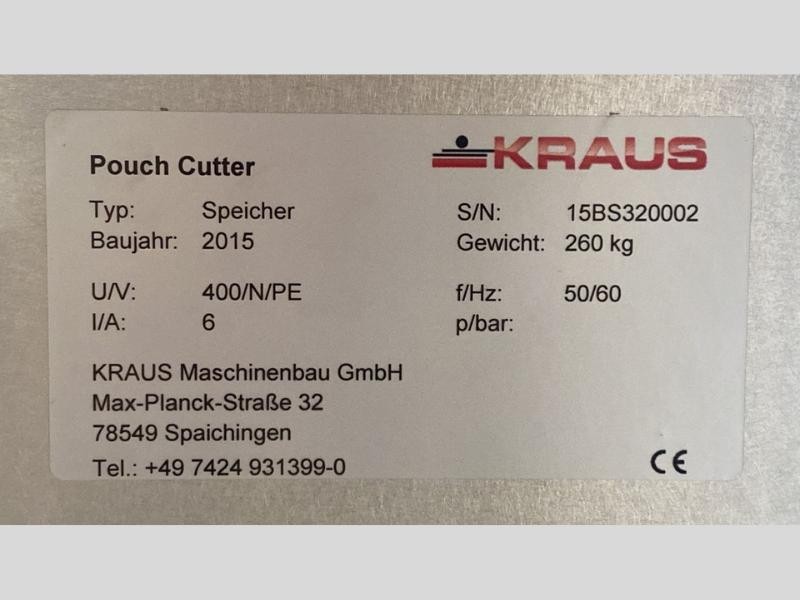 Pouch Cutter
KRAUS
Typ: Speicher S/N: 15BS320002
Baujahr: 2015 Gewicht: 260 kg
U/V: 400/N/PE f/Hz: 50/60
I/A: 6 p/bar:
KRAUS Maschinenbau GmbH
Max-Planck-Straße 32
78549 Spaichingen
Tel.: +49 7424 931399-0
CE